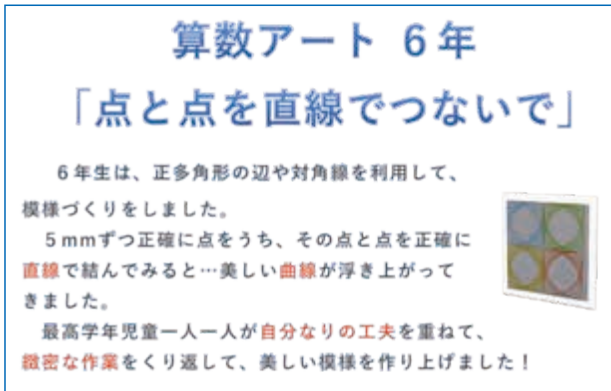 算数アート ６年
「点と点を直線でつないで」
６年生は、正多角形の辺や対角線を利用して、
模様づくりをしました。
５mmずつ正確に点をうち、その点と点を正確に
直線で結んでみると…美しい曲線が浮き上がって
きました。
最高学年児童一人一人が自分なりの工夫を重ねて、
緻密な作業をくり返して、美しい模様を作り上げました！